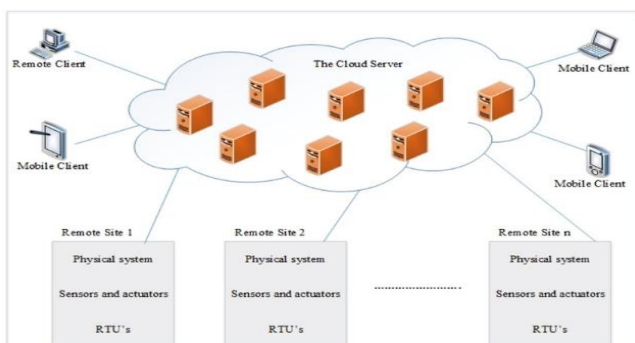 The Cloud Server
Remote Client
Mobile Client
Mobile Client
Mobile Client
Remote Site 1
Physical system
Sensors and actuators
RTU's
Remote Site 2
Physical system
Sensors and actuators
RTU's
Remote Site n
Physical system
Sensors and actuators
RTU's